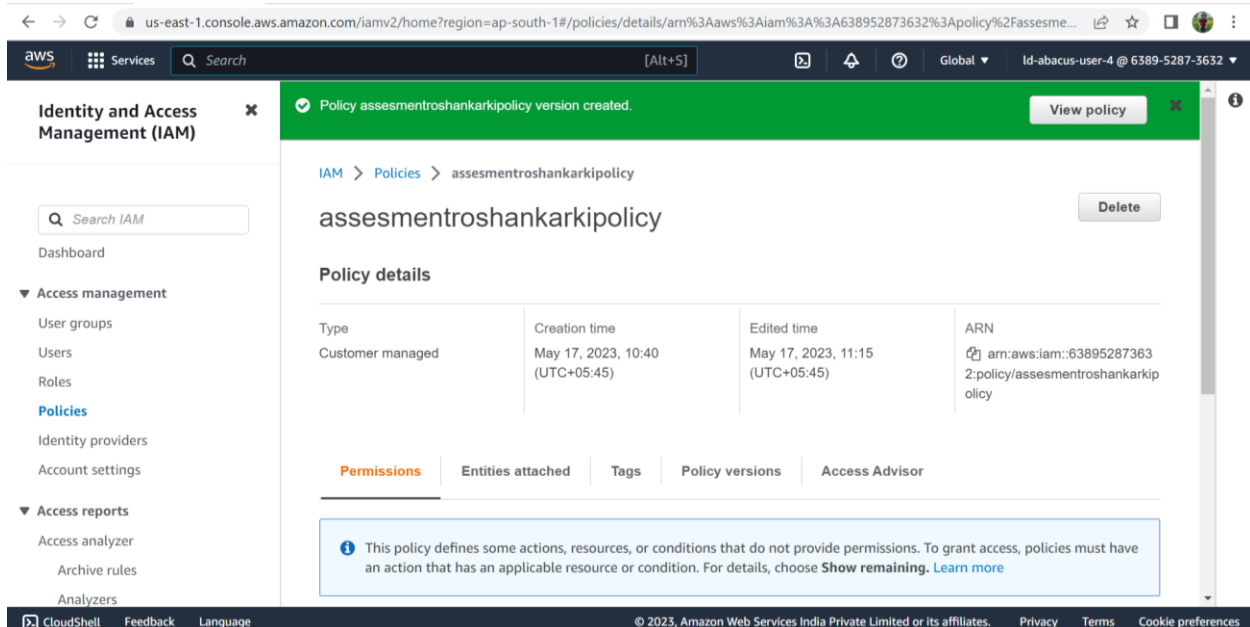 us-east-1.console.aws.amazon.com/iamv2/home?region=ap-south-1#/policies/details/arn%3Aaws%3Aiam%3A%3A638952873632%3Apolicy%2Fassesme...
aws Services Search [Alt+S] Global ld-abacus-user-4 @ 6389-5287-3632
Identity and Access
Management (IAM)
Search IAM
Dashboard
Access management
User groups
Users
Roles
Policies
Identity providers
Account settings
Access reports
Access analyzer
Archive rules
Analyzers
Policy assesmentroshankarkipolicy version created.
View policy
IAM > Policies > assesmentroshankarkipolicy
assesmentroshankarkipolicy
Delete
Policy details
Type
Customer managed
Creation time
May 17, 2023, 10:40
(UTC+05:45)
Edited time
May 17, 2023, 11:15
(UTC+05:45)
ARN
arn:aws:iam::63895287363
2:policy/assesmentroshankarkip
olicy
Permissions Entities attached Tags Policy versions Access Advisor
This policy defines some actions, resources, or conditions that do not provide permissions. To grant access, policies must have
an action that has an applicable resource or condition. For details, choose Show remaining. Learn more
CloudShell Feedback Language © 2023, Amazon Web Services India Private Limited or its affiliates. Privacy Terms Cookie preferences